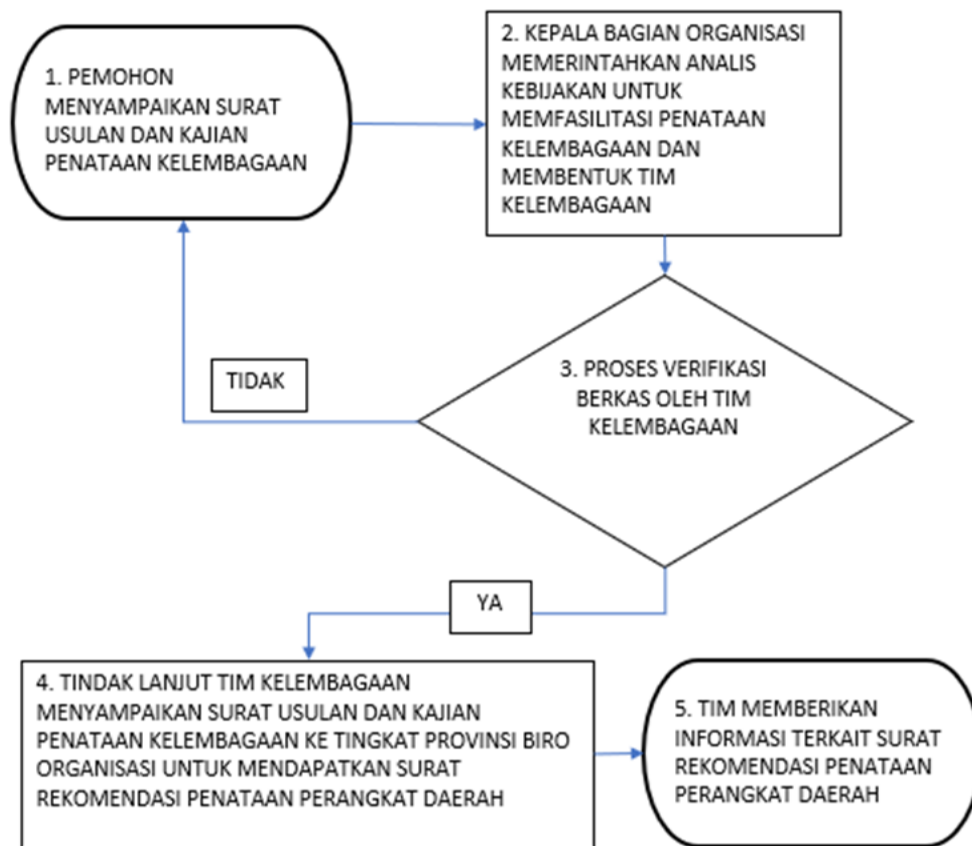 1. PEMOHON
MENYAMPAIKAN SURAT
USULAN DAN KAJIAN
PENATAAN KELEMBAGAAN
2. KEPALA BAGIAN ORGANISASI
MEMERINTAHKAN ANALIS
KEBIJAKAN UNTUK
MEMFASILITASI PENATAAN
KELEMBAGAAN DAN
MEMBENTUK TIM
KELEMBAGAAN
3. PROSES VERIFIKASI
BERKAS OLEH TIM
KELEMBAGAAN
TIDAK
YA
4. TINDAK LANJUT TIM KELEMBAGAAN
MENYAMPAIKAN SURAT USULAN DAN KAJIAN
PENATAAN KELEMBAGAAN KE TINGKAT PROVINSI BIRO
ORGANISASI UNTUK MENDAPATKAN SURAT
REKOMENDASI PENATAAN PERANGKAT DAERAH
5. TIM MEMBERIKAN
INFORMASI TERKAIT SURAT
REKOMENDASI PENATAAN
PERANGKAT DAERAH